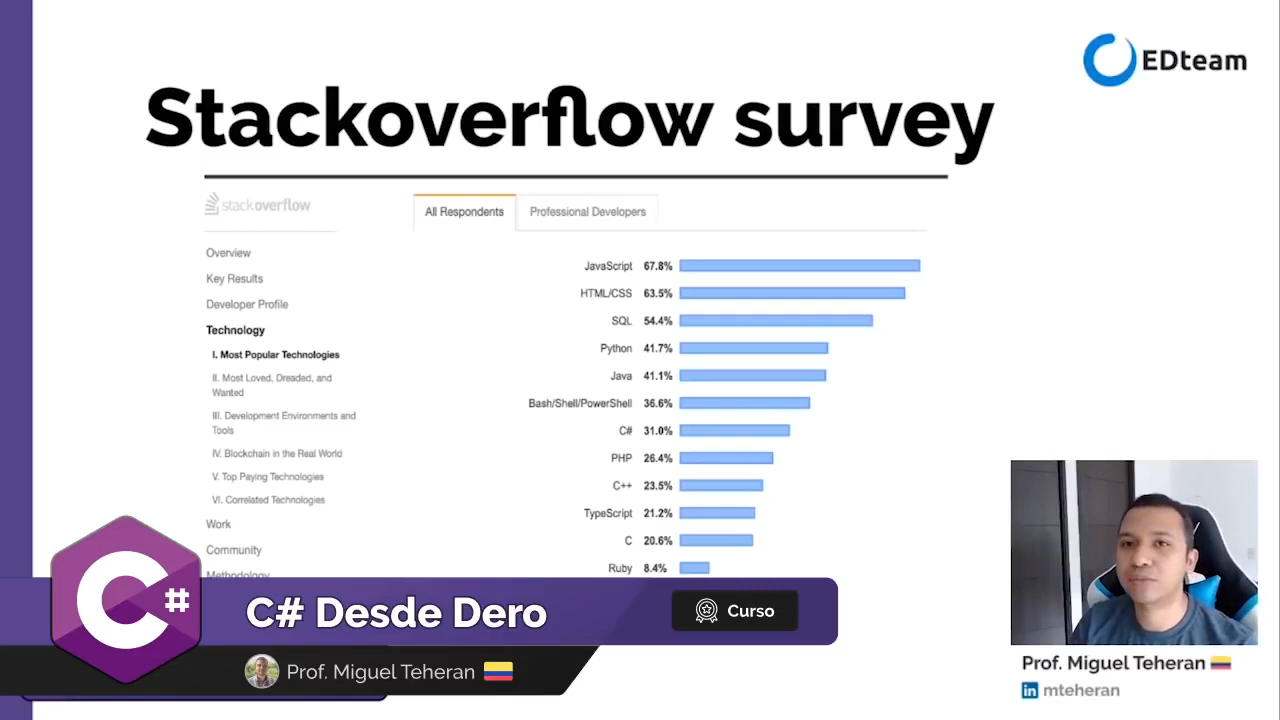 EDteam
Stackoverflow survey
stackoverflow
All Respondents
Professional Developers
Overview
Key Results
Developer Profile
Technology
I. Most Popular Technologies
II. Most Loved, Dreaded, and
Wanted
III. Development Environments and
Tools
IV. Blockchain in the Real World
V. Top Paying Technologies
VI. Correlated Technologies
Work
Community
Methodology
JavaScript 67.8%
HTML/CSS 63.5%
SQL 54.4%
Python 41.7%
Java 41.1%
Bash/Shell/PowerShell 36.6%
C# 31.0%
PHP 26.4%
C++ 23.5%
TypeScript 21.2%
C 20.6%
Ruby 8.4%
C#
C# Desde Dero
Curso
Prof. Miguel Teheran
Prof. Miguel Teheran
in mteheran